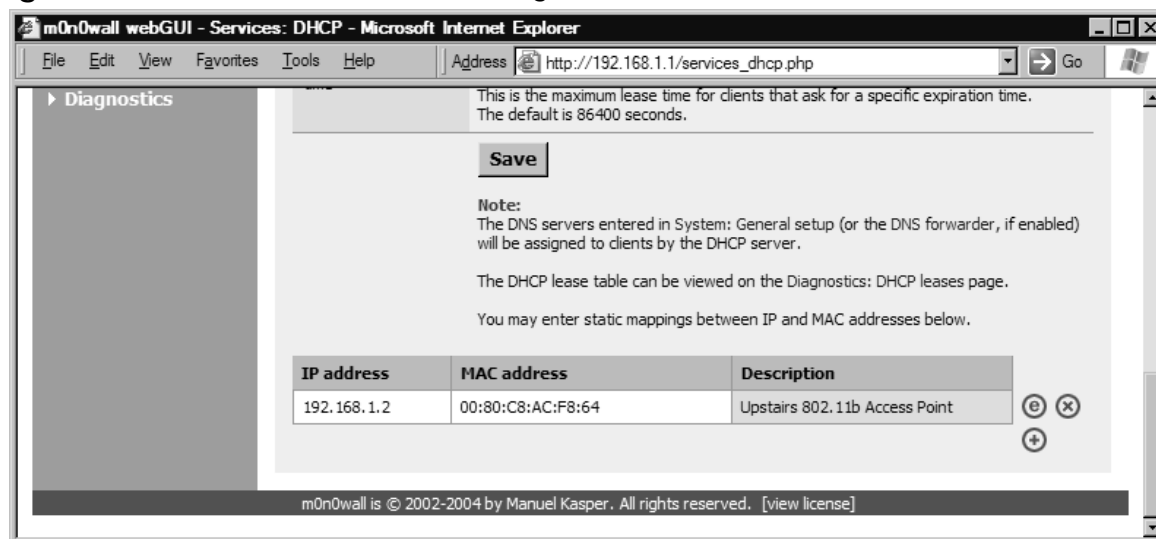 m0n0wall webGUI - Services: DHCP - Microsoft Internet Explorer
File Edit View Favorites Tools Help Address http://192.168.1.1/services_dhcp.php Go
Diagnostics
This is the maximum lease time for clients that ask for a specific expiration time.
The default is 86400 seconds.
Save
Note:
The DNS servers entered in System: General setup (or the DNS forwarder, if enabled)
will be assigned to clients by the DHCP server.
The DHCP lease table can be viewed on the Diagnostics: DHCP leases page.
You may enter static mappings between IP and MAC addresses below.
IP address MAC address Description
192.168.1.2 00:80:C8:AC:F8:64 Upstairs 802.11b Access Point
m0n0wall is © 2002-2004 by Manuel Kasper. All rights reserved. [view license]